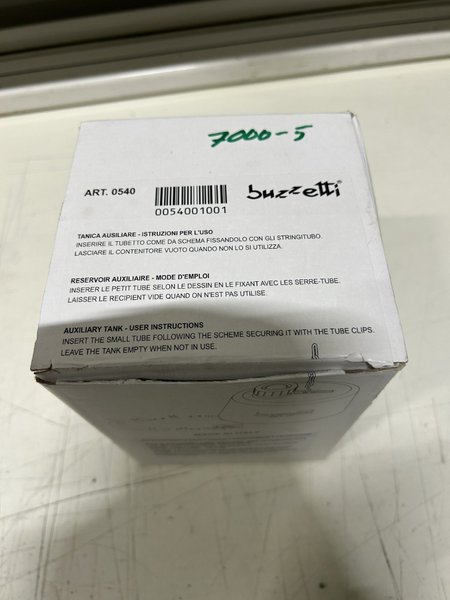 7000-5
ART. 0540
buzzetti®
0054001001
TANICA AUSILIARE - ISTRUZIONI PER L'USO
INSERIRE IL TUBETTO COME DA SCHEMA FISSANDOLO CON GLI STRINGITUBO.
LASCIARE IL CONTENITORE VUOTO QUANDO NON LO SI UTILIZZA.
RESERVOIR AUXILIAIRE - MODE D'EMPLOI
INSERER LE PETIT TUBE SELON LE DESSIN EN LE FIXANT AVEC LES SERRE-TUBE.
LAISSER LE RECIPIENT VIDE QUAND ON N'EST PAS UTILISE.
AUXILIARY TANK - USER INSTRUCTIONS
INSERT THE SMALL TUBE FOLLOWING THE SCHEME SECURING IT WITH THE TUBE CLIPS.
LEAVE THE TANK EMPTY WHEN NOT IN USE.